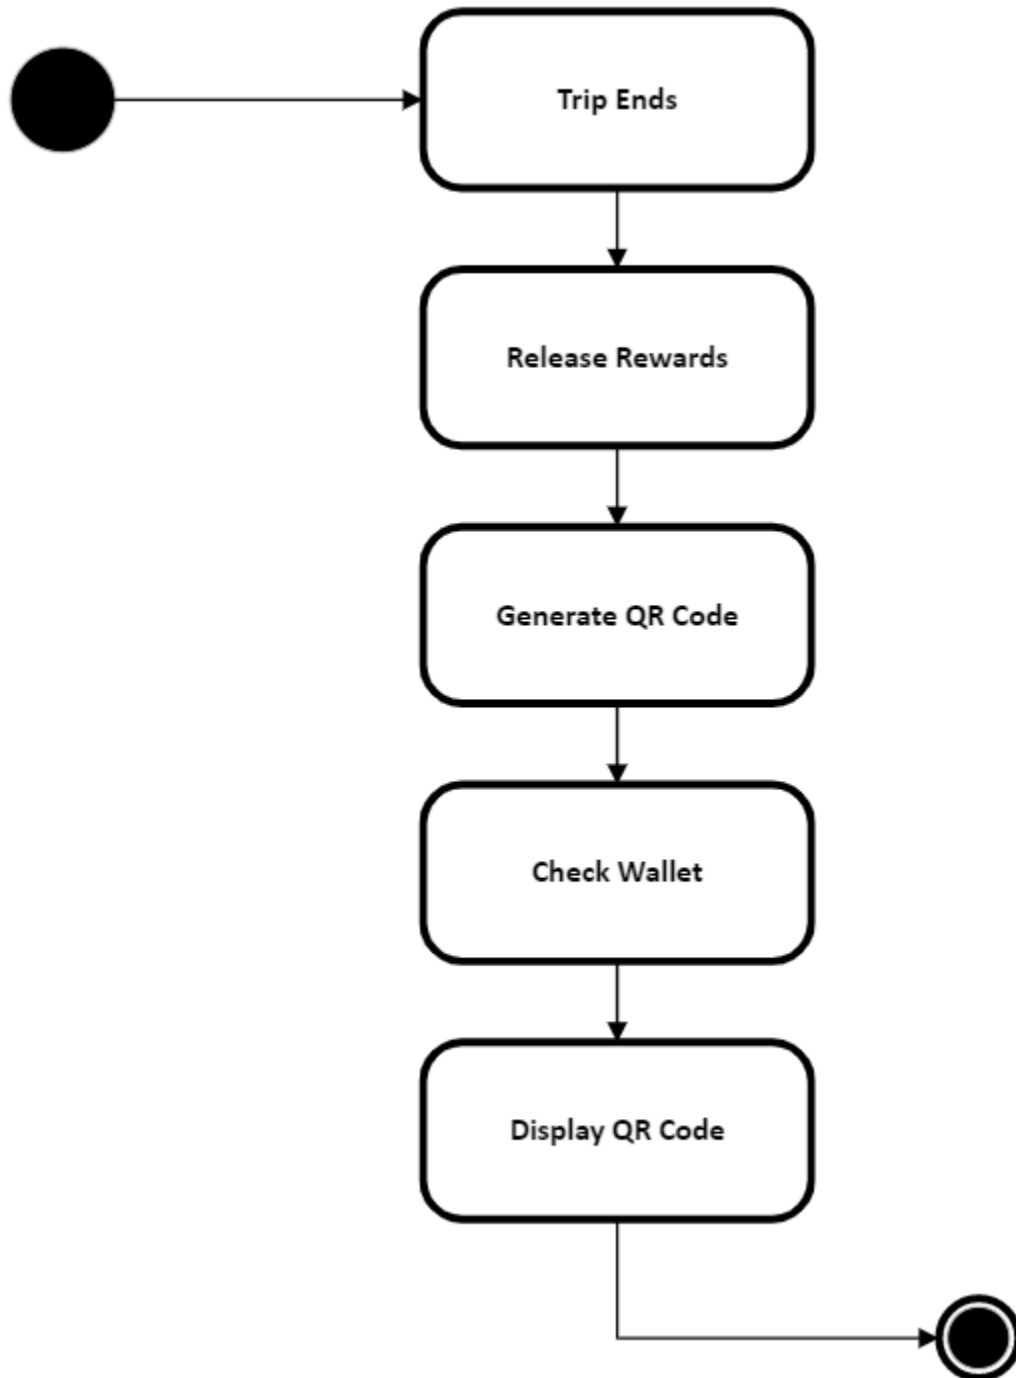 Trip Ends
Release Rewards
Generate QR Code
Check Wallet
Display QR Code